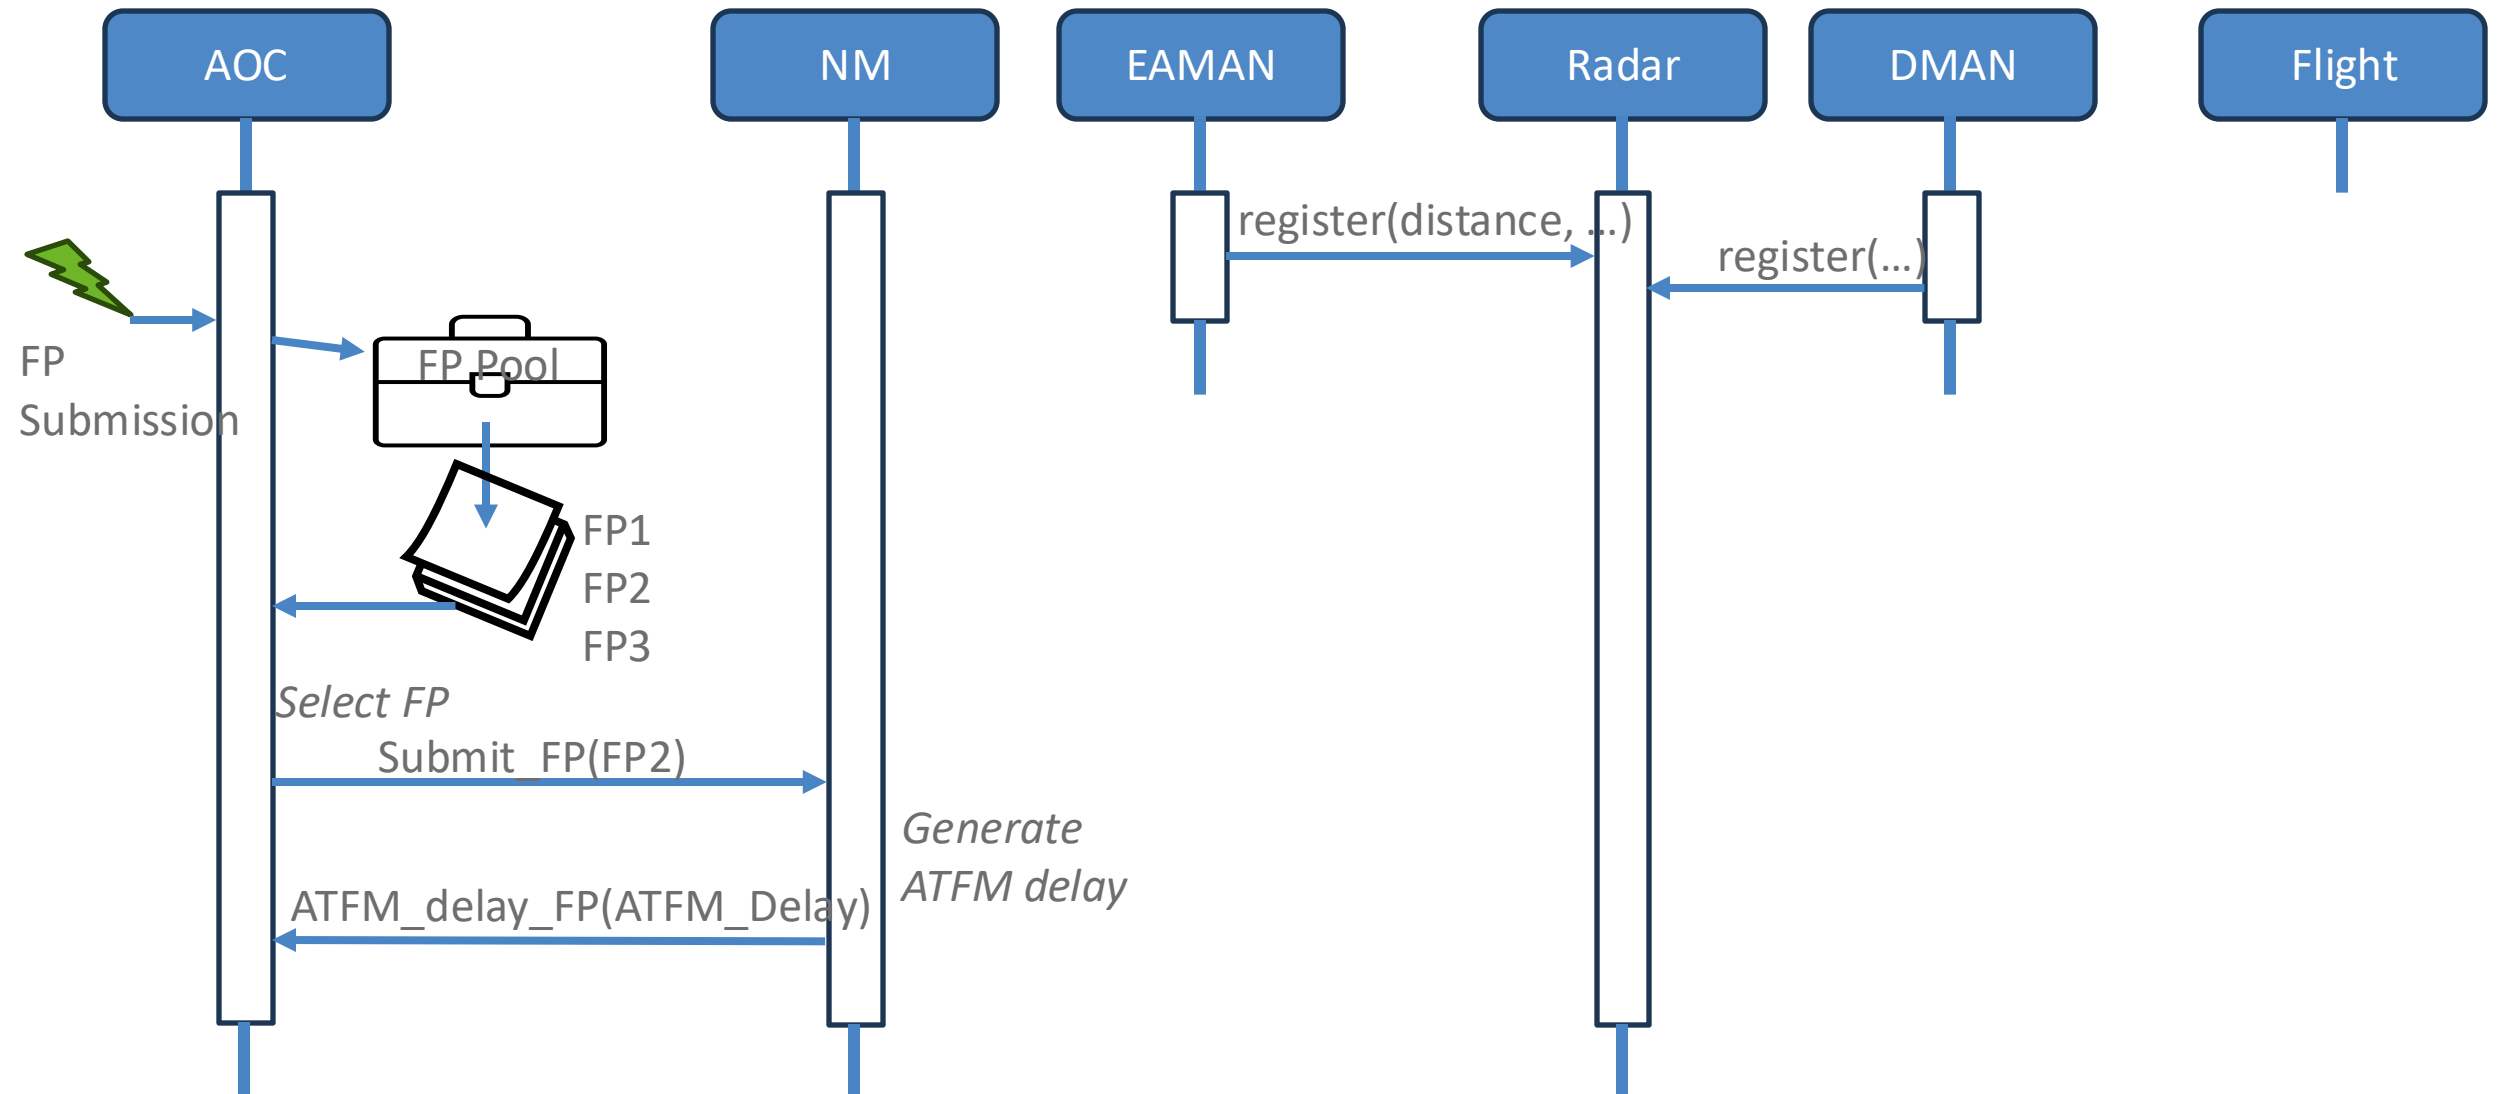 AOC
NM
EAMAN
Radar
DMAN
Flight
register(distance, ...)
register(...)
FP
Submission
FP Pool
FP1
FP2
FP3
Select FP
Submit_FP(FP2)
Generate
ATFM delay
ATFM_delay_FP(ATFM_Delay)